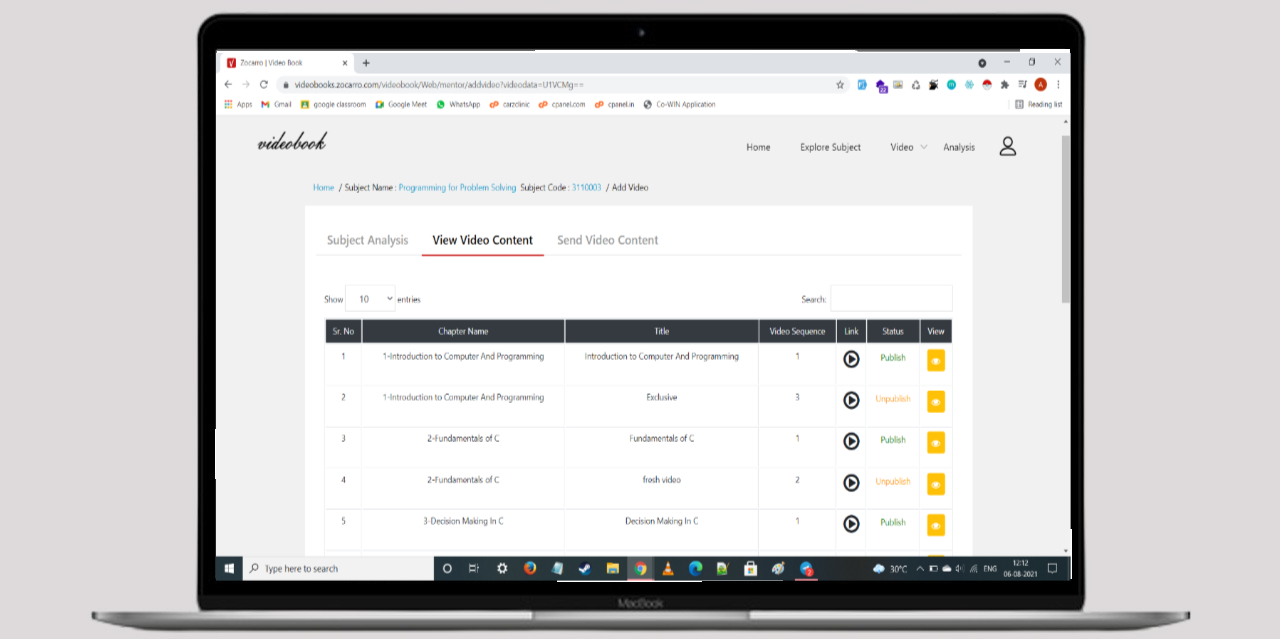 Zocarro | Video Book
videobooks.zocarro.com/videobook/Web/mentor/addvideo?videodata=U1VCMg==
Apps Gmail google classroom Google Meet WhatsApp carzclinic cpanel.com cpanel.in Co-WIN Application Reading list
videobook
Home Explore Subject Video Analysis
Home / Subject Name : Programming for Problem Solving Subject Code : 3110003 / Add Video
Subject Analysis View Video Content Send Video Content
Show 10 entries Search:
Sr. No Chapter Name Title Video Sequence Link Status View
1 1-Introduction to Computer And Programming Introduction to Computer And Programming 1 Publish
2 1-Introduction to Computer And Programming Exclusive 3 Unpublish
3 2-Fundamentals of C Fundamentals of C 1 Publish
4 2-Fundamentals of C fresh video 2 Unpublish
5 3-Decision Making In C Decision Making In C 1 Publish
Type here to search 30°C ENG 12:12
06-08-2021
MacBook